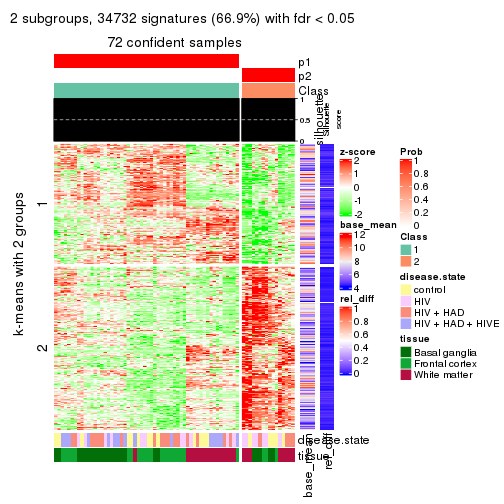 2 subgroups, 34732 signatures (66.9%) with fdr < 0.05
72 confident samples
p1
p2
Class
1
0.5
0
silhouette
Silhouette
score
k-means with 2 groups
1
2
z-score
2
1
0
-1
-2
base_mean
12
10
8
6
4
rel_diff
1
0.8
0.6
0.4
0.2
0
Prob
1
0.8
0.6
0.4
0.2
0
Class
1
2
disease.state
control
HIV
HIV + HAD
HIV + HAD + HIVE
tissue
Basal ganglia
Frontal cortex
White matter
disease.state
tissue
base_mean
rel_diff